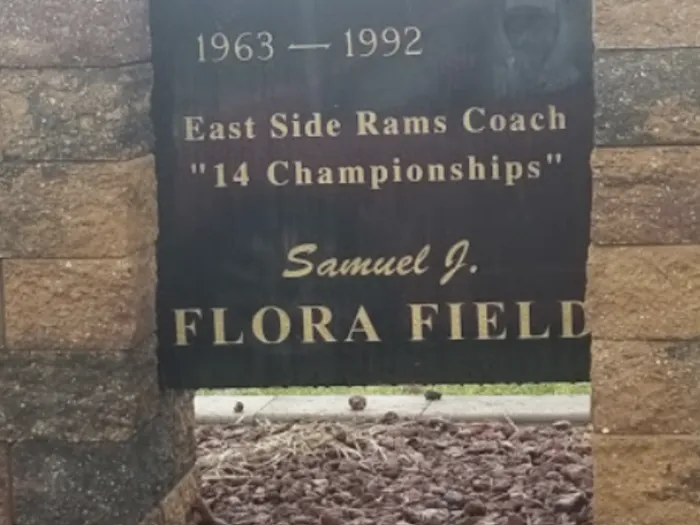 1963 — 1992
East Side Rams Coach
"14 Championships"
Samuel J.
FLORA FIELD